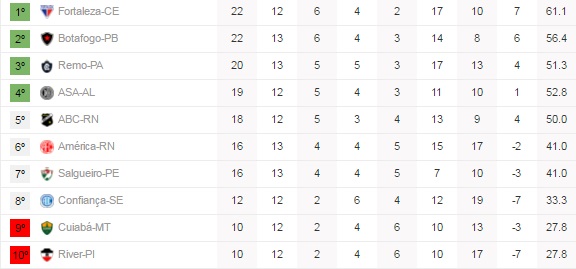 1º Fortaleza-CE 22 12 6 4 2 17 10 7 61.1
2º Botafogo-PB 22 13 6 4 3 14 8 6 56.4
3º Remo-PA 20 13 5 5 3 17 13 4 51.3
4º ASA-AL 19 12 5 4 3 11 10 1 52.8
5º ABC-RN 18 12 5 3 4 13 9 4 50.0
6º América-RN 16 13 4 4 5 15 17 -2 41.0
7º Salgueiro-PE 16 13 4 4 5 7 10 -3 41.0
8º Confiança-SE 12 12 2 6 4 12 19 -7 33.3
9º Cuiabá-MT 10 12 2 4 6 10 13 -3 27.8
10º River-PI 10 12 2 4 6 10 17 -7 27.8